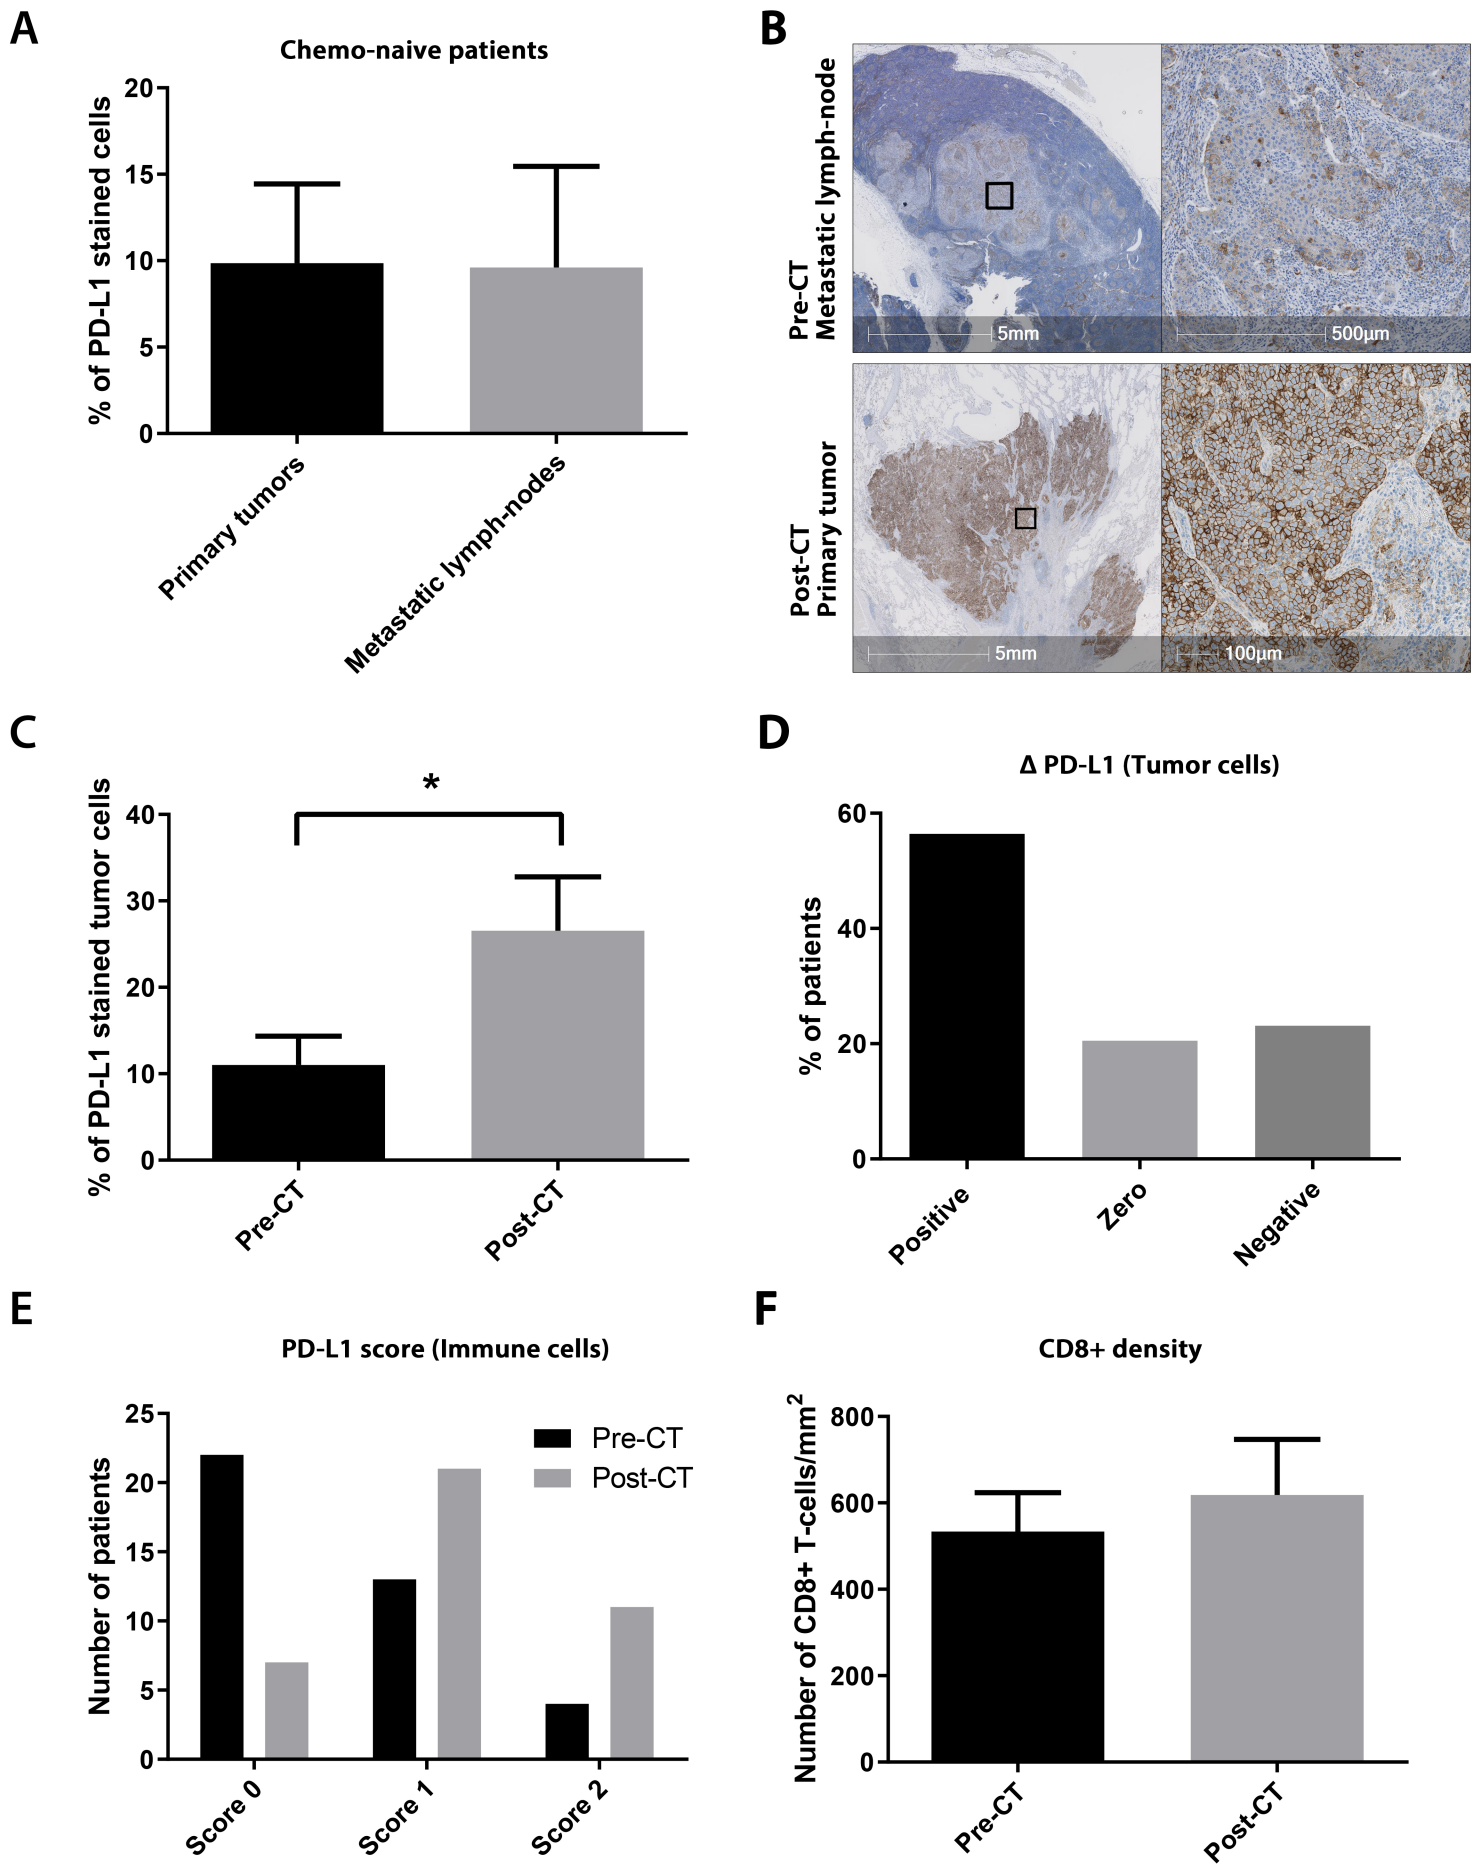 A
Chemo-naive patients
% of PD-L1 stained cells
20
15
10
5
0
Primary tumors
Metastatic lymph-nodes
B
Pre-CT
Metastatic lymph-node
5mm
500µm
Post-CT
Primary tumor
5mm
100µm
C
% of PD-L1 stained tumor cells
40
30
20
10
0
*
Pre-CT
Post-CT
D
Δ PD-L1 (Tumor cells)
% of patients
60
40
20
0
Positive
Zero
Negative
E
PD-L1 score (Immune cells)
Number of patients
25
20
15
10
5
0
Pre-CT
Post-CT
Score 0
Score 1
Score 2
F
CD8+ density
Number of CD8+ T-cells/mm²
800
600
400
200
0
Pre-CT
Post-CT